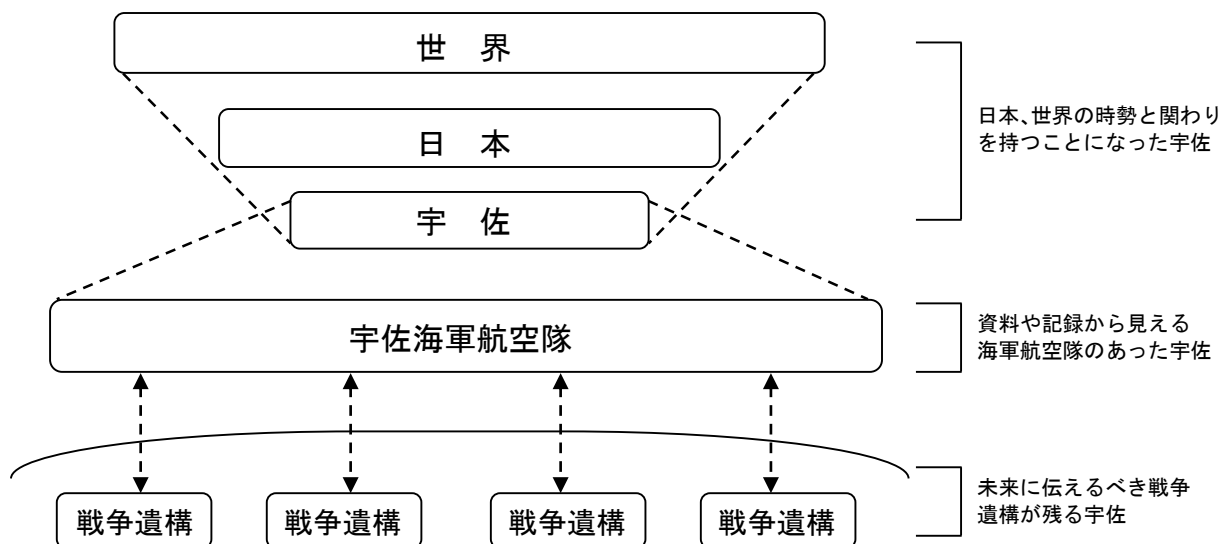 世　界
日　本
宇　佐
日本、世界の時勢と関わり
を持つことになった宇佐
宇佐海軍航空隊
資料や記録から見える
海軍航空隊のあった宇佐
戦争遺構
戦争遺構
戦争遺構
戦争遺構
未来に伝えるべき戦争
遺構が残る宇佐